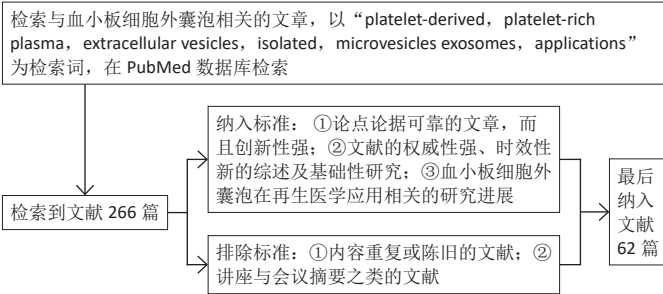 检索与血小板细胞外囊泡相关的文章，以“platelet-derived，platelet-rich
plasma，extracellular vesicles，isolated，microvesicles exosomes，applications”
为检索词，在 PubMed 数据库检索
纳入标准： ①论点论据可靠的文章，而
且创新性强；②文献的权威性强、时效性
新的综述及基础性研究；③血小板细胞外
囊泡在再生医学应用相关的研究进展
检索到文献 266 篇
排除标准：①内容重复或陈旧的文献；②
讲座与会议摘要之类的文献
最后
纳入
文献
62 篇